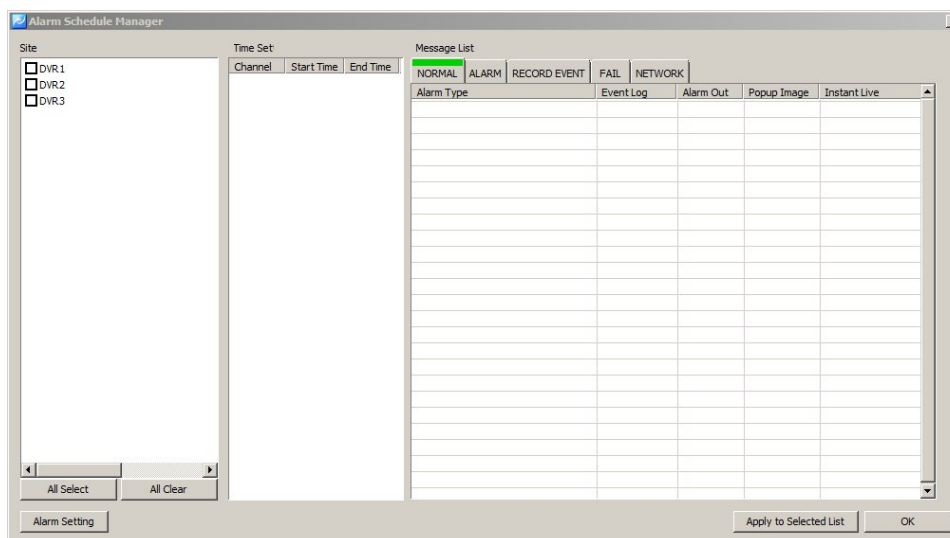 Alarm Schedule Manager
Site
Time Set
Message List
DVR1
DVR2
DVR3
Channel Start Time End Time
NORMAL ALARM RECORD EVENT FAIL NETWORK
Alarm Type Event Log Alarm Out Popup Image Instant Live
All Select All Clear
Alarm Setting
Apply to Selected List OK